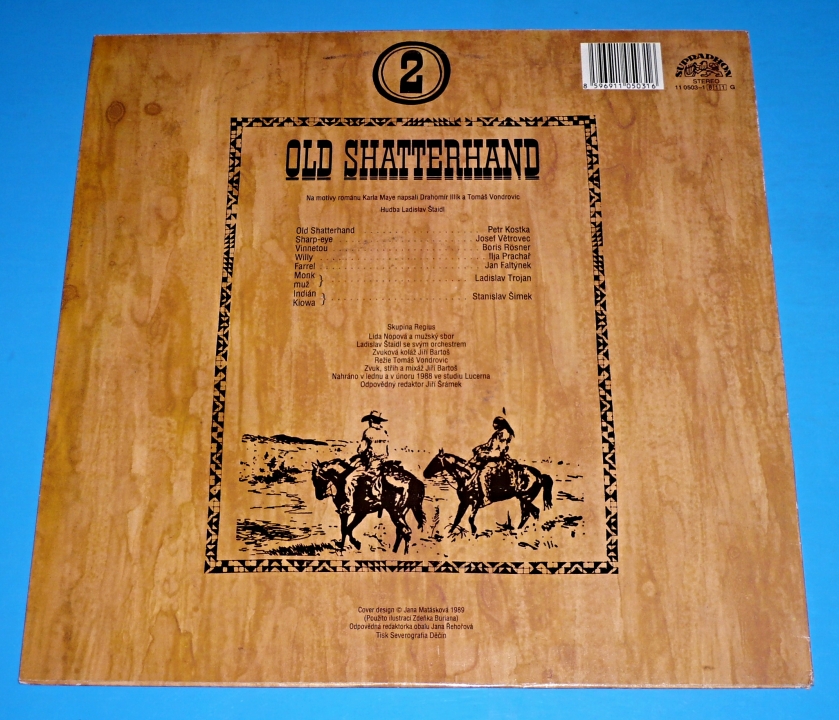 2
8 596911 050316
SUPRAPHON
STEREO
11 0503-1 G
OLD SHATTERHAND
Na motivy románu Karla Maye napsali Drahomír Illík a Tomáš Vondrovic
Hudba Ladislav Štaidl
Old Shatterhand Petr Kostka
Sharp-eye Josef Větrovec
Vinnetou Boris Rösner
Willy Ilja Prachař
Farrel Jan Faltýnek
Monk
muž } Ladislav Trojan
Indián
Kiowa } Stanislav Šimek
Skupina Regius
Lída Nopová a mužský sbor
Ladislav Štaidl se svým orchestrem
Zvuková koláž Jiří Bartoš
Režie Tomáš Vondrovic
Zvuk, střih a mixáž Jiří Bartoš
Nahráno v lednu a v únoru 1988 ve studiu Lucerna
Odpovědný redaktor Jiří Šrámek
Cover design © Jana Matásková 1989
(Použito ilustrací Zdeňka Buriana)
Odpovědná redaktorka obalu Jana Řehořová
Tisk Severografia Děčín